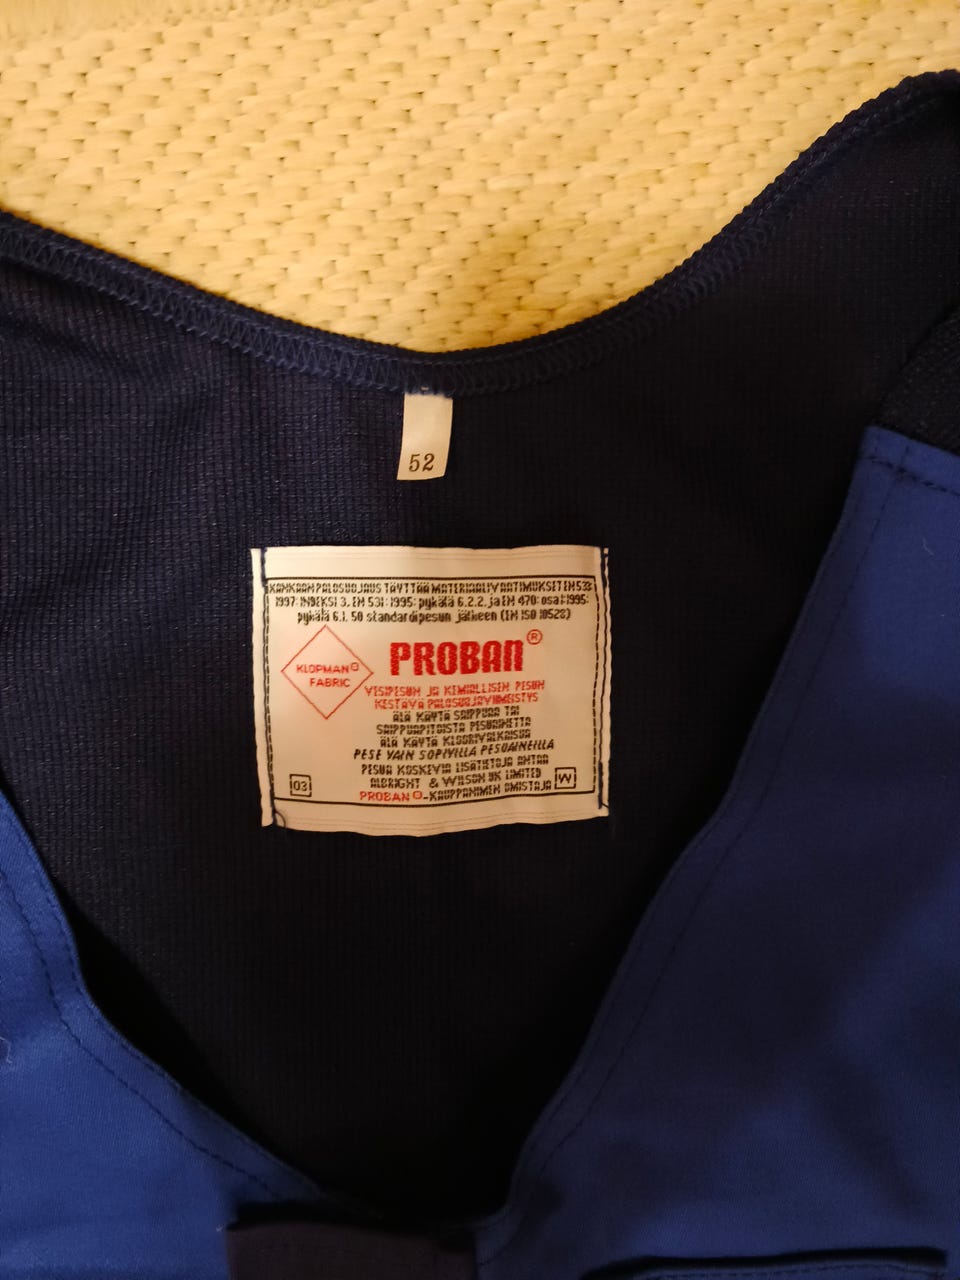 52
KANKAAN PALOSUOJAUS TÄYTTÄÄ MATERIAALIVAATIMUKSET EN 533
1997: INDEKSI 3, EN 531: 1995: pykälä 6.2.2. ja EN 470: osa 1:1995:
pykälä 6.1. 50 standardipesun jälkeen (EN ISO 10528)
KLOPMAN®
FABRIC
PROBAN®
VESIPESUN JA KEMIALLISEN PESUN
KESTÄVÄ PALOSUOJAVIIMEISTYS
ÄLÄ KÄYTÄ SAIPPUAA TAI
SAIPPUAPITOISTA PESUAINETTA
ÄLÄ KÄYTÄ KLOORIVALKAISUA
PESE VAIN SOPIVILLA PESUAINEILLA
PESUA KOSKEVIA LISÄTIETOJA ANTAA
ALBRIGHT & WILSON UK LIMITED
PROBAN®-KAUPPANIMEN OMISTAJA
03
W